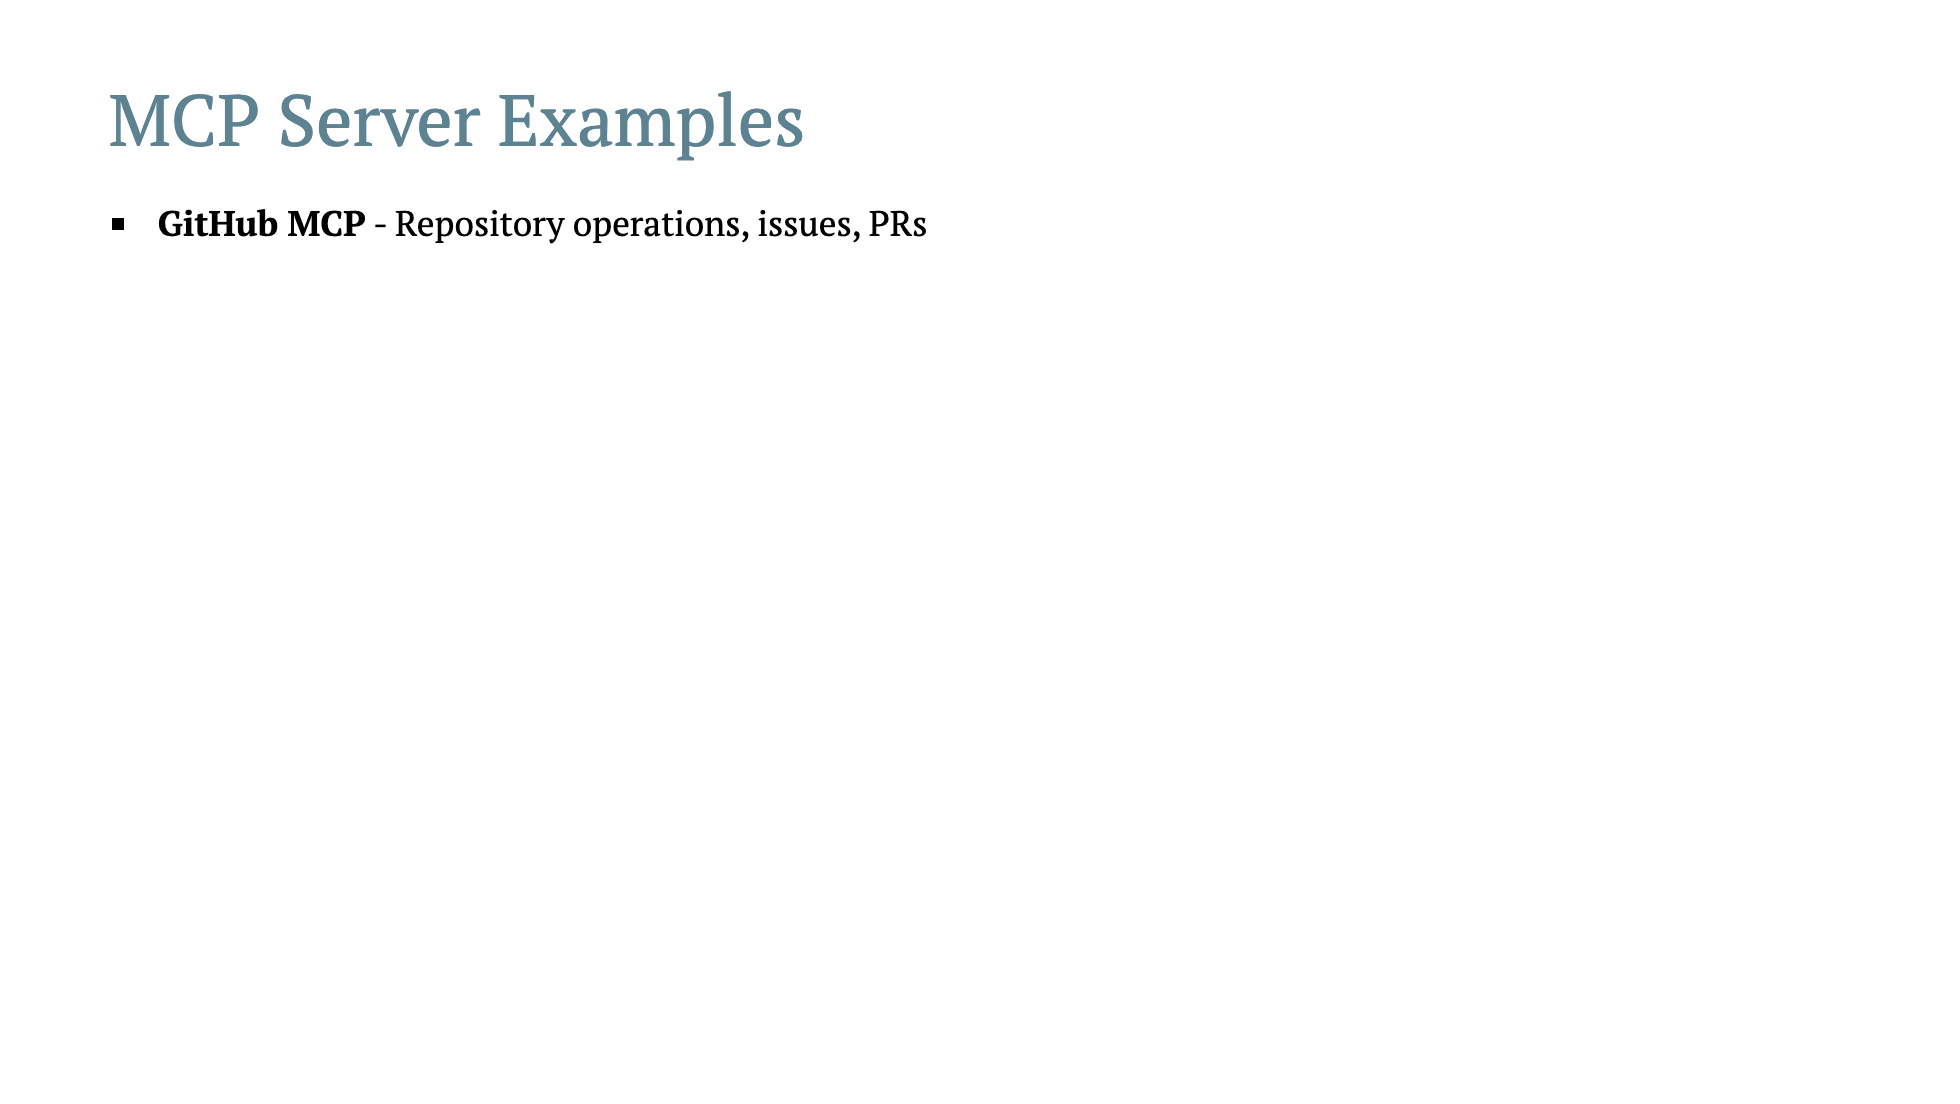 MCP Server Examples
▪ GitHub MCP - Repository operations, issues, PRs